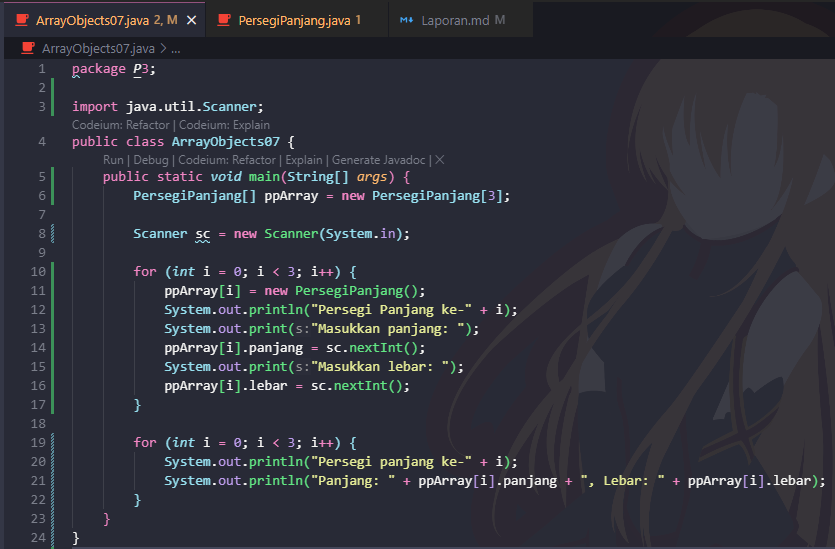 ArrayObjects07.java 2, M PersegiPanjang.java 1 Laporan.md M
ArrayObjects07.java > ...
1 package P3;
2
3 import java.util.Scanner;
Codeium: Refactor | Codeium: Explain
4 public class ArrayObjects07 {
Run | Debug | Codeium: Refactor | Explain | Generate Javadoc | X
5 public static void main(String[] args) {
6 PersegiPanjang[] ppArray = new PersegiPanjang[3];
7
8 Scanner sc = new Scanner(System.in);
9
10 for (int i = 0; i < 3; i++) {
11 ppArray[i] = new PersegiPanjang();
12 System.out.println("Persegi Panjang ke-" + i);
13 System.out.print(s:"Masukkan panjang: ");
14 ppArray[i].panjang = sc.nextInt();
15 System.out.print(s:"Masukkan lebar: ");
16 ppArray[i].lebar = sc.nextInt();
17 }
18
19 for (int i = 0; i < 3; i++) {
20 System.out.println("Persegi panjang ke-" + i);
21 System.out.println("Panjang: " + ppArray[i].panjang + ", Lebar: " + ppArray[i].lebar);
22 }
23 }
24 }